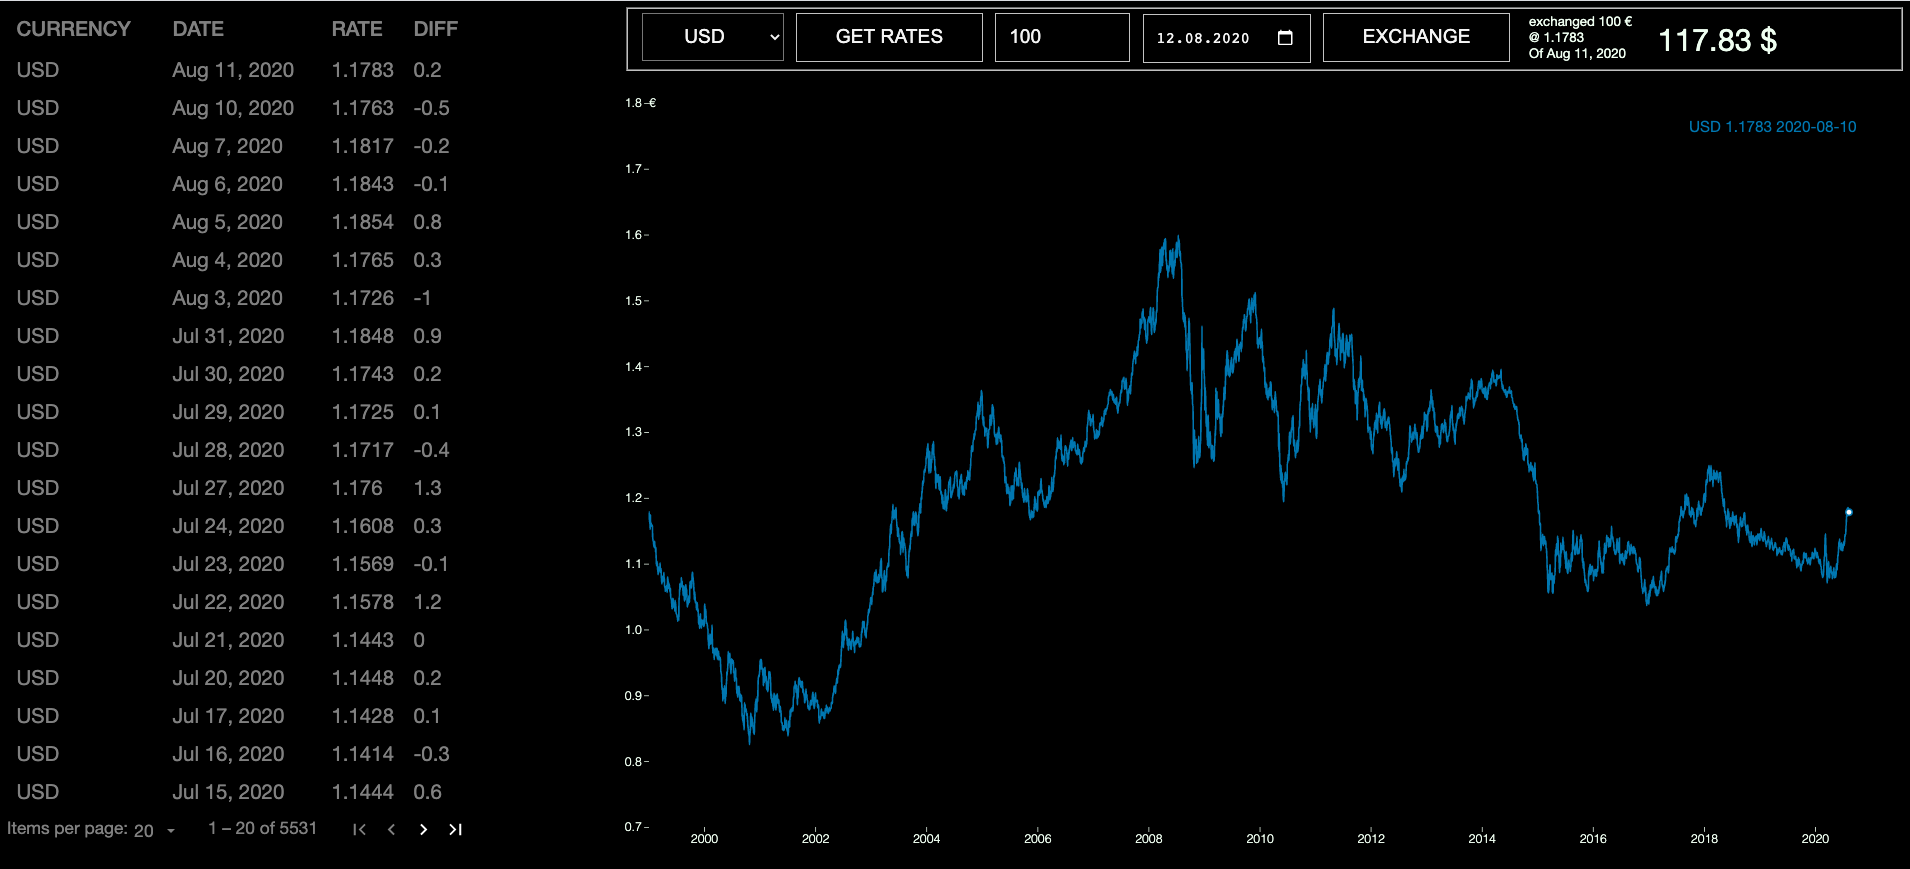 CURRENCY DATE RATE DIFF
USD Aug 11, 2020 1.1783 0.2
USD Aug 10, 2020 1.1763 -0.5
USD Aug 7, 2020 1.1817 -0.2
USD Aug 6, 2020 1.1843 -0.1
USD Aug 5, 2020 1.1854 0.8
USD Aug 4, 2020 1.1765 0.3
USD Aug 3, 2020 1.1726 -1
USD Jul 31, 2020 1.1848 0.9
USD Jul 30, 2020 1.1743 0.2
USD Jul 29, 2020 1.1725 0.1
USD Jul 28, 2020 1.1717 -0.4
USD Jul 27, 2020 1.176 1.3
USD Jul 24, 2020 1.1608 0.3
USD Jul 23, 2020 1.1569 -0.1
USD Jul 22, 2020 1.1578 1.2
USD Jul 21, 2020 1.1443 0
USD Jul 20, 2020 1.1448 0.2
USD Jul 17, 2020 1.1428 0.1
USD Jul 16, 2020 1.1414 -0.3
USD Jul 15, 2020 1.1444 0.6
Items per page: 20 1 – 20 of 5531
USD GET RATES 100 12.08.2020 EXCHANGE
exchanged 100 €
@ 1.1783
Of Aug 11, 2020
117.83 $
1.8 €
USD 1.1783 2020-08-10
1.7
1.6
1.5
1.4
1.3
1.2
1.1
1.0
0.9
0.8
0.7
2000 2002 2004 2006 2008 2010 2012 2014 2016 2018 2020